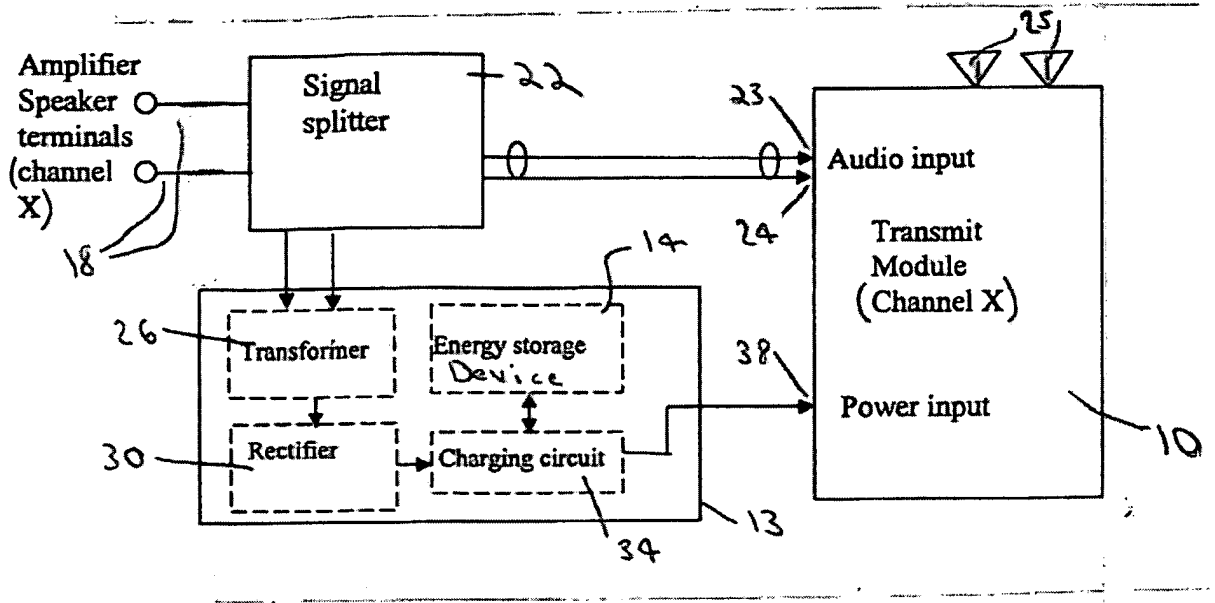 Amplifier
Speaker
terminals
(channel
X)
18
Signal
splitter
22
25
23
Audio input
24
Transmit
Module
(Channel X)
38
Power input
10
14
26
Transformer
Energy storage
Device
30
Rectifier
Charging circuit
13
34